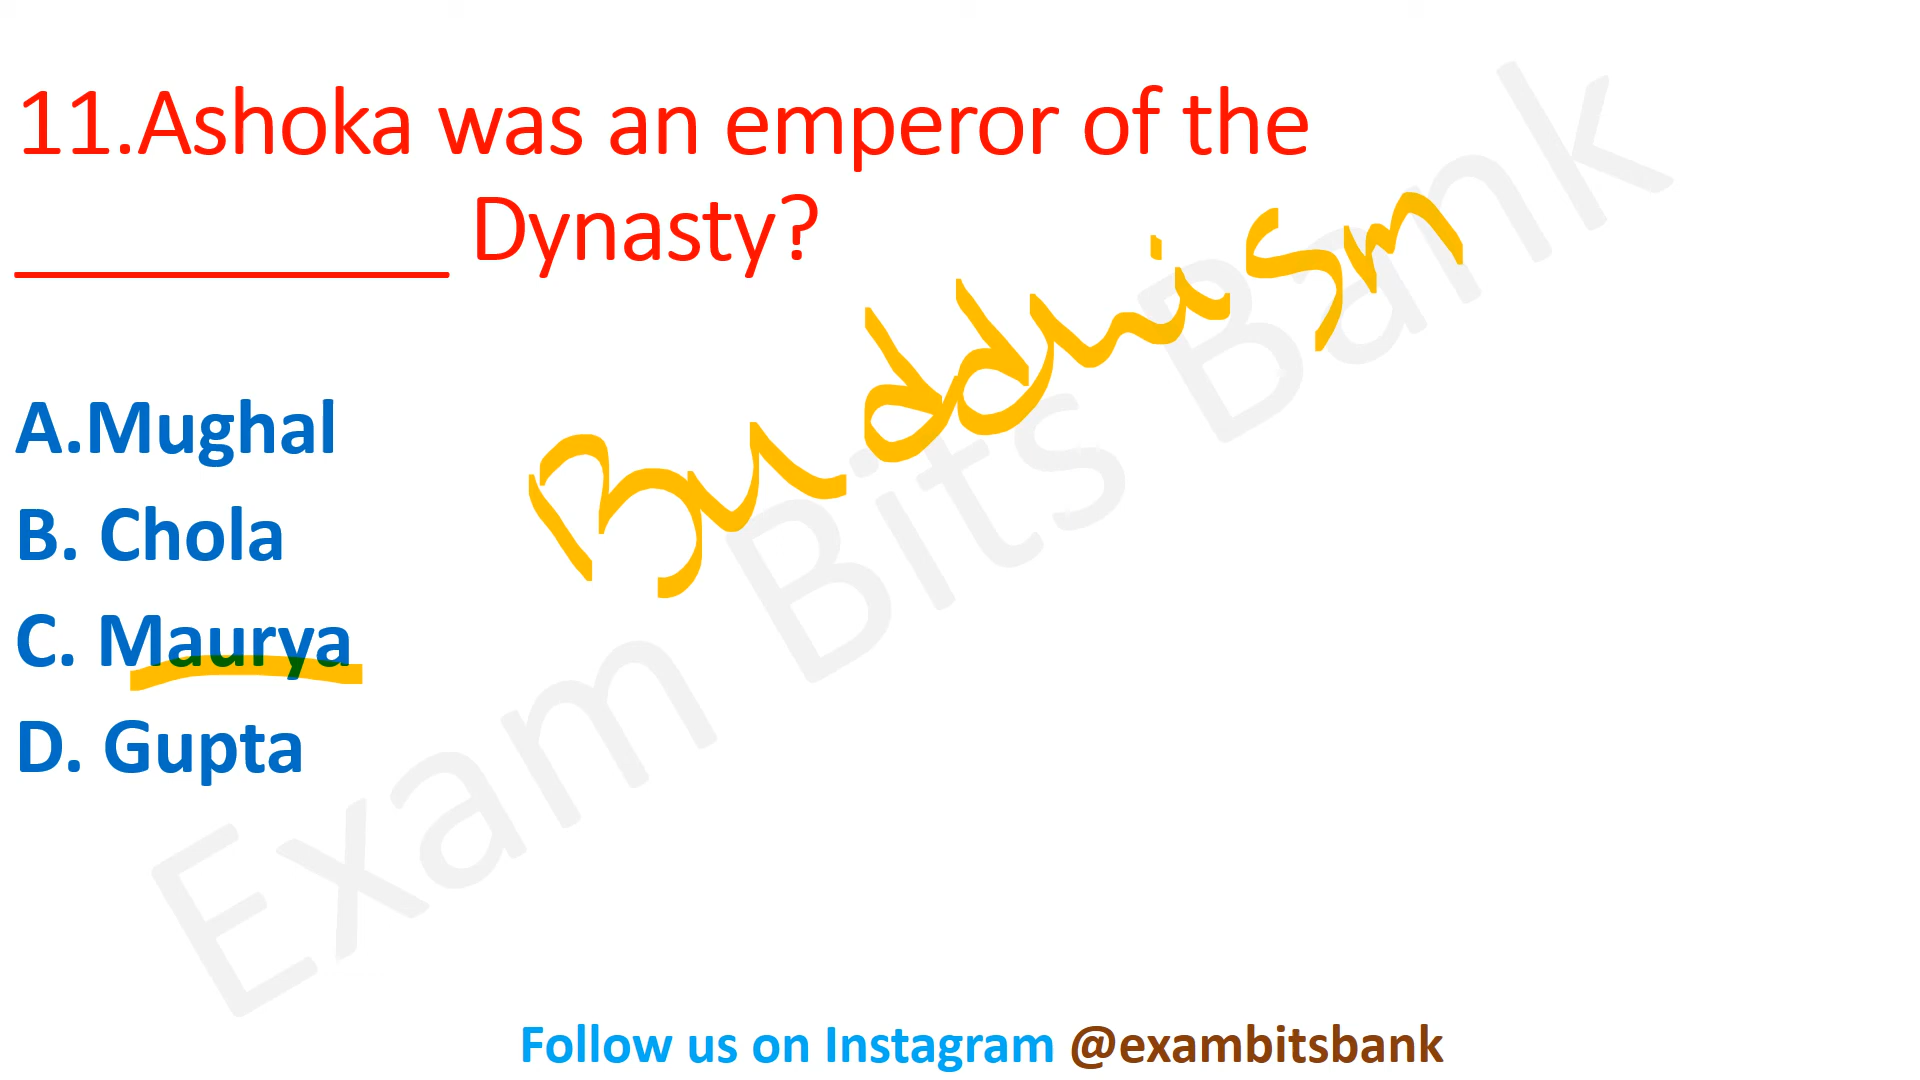 11.Ashoka was an emperor of the
__________ Dynasty?
Buddhism
A.Mughal
B. Chola
C. Maurya
D. Gupta
Exam Bits Bank
Follow us on Instagram @exambitsbank